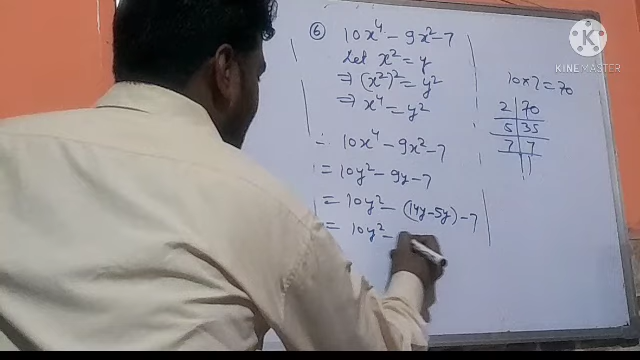 ⑥ 10x⁴ - 9x² - 7
Let x² = y
⇒ (x²)² = y²
⇒ x⁴ = y²
∴ 10x⁴ - 9x² - 7
= 10y² - 9y - 7
= 10y² - (14y - 5y) - 7
= 10y² -
10 × 7 = 70
2 | 70
5 | 35
7 | 7
| 1
KINEMASTER